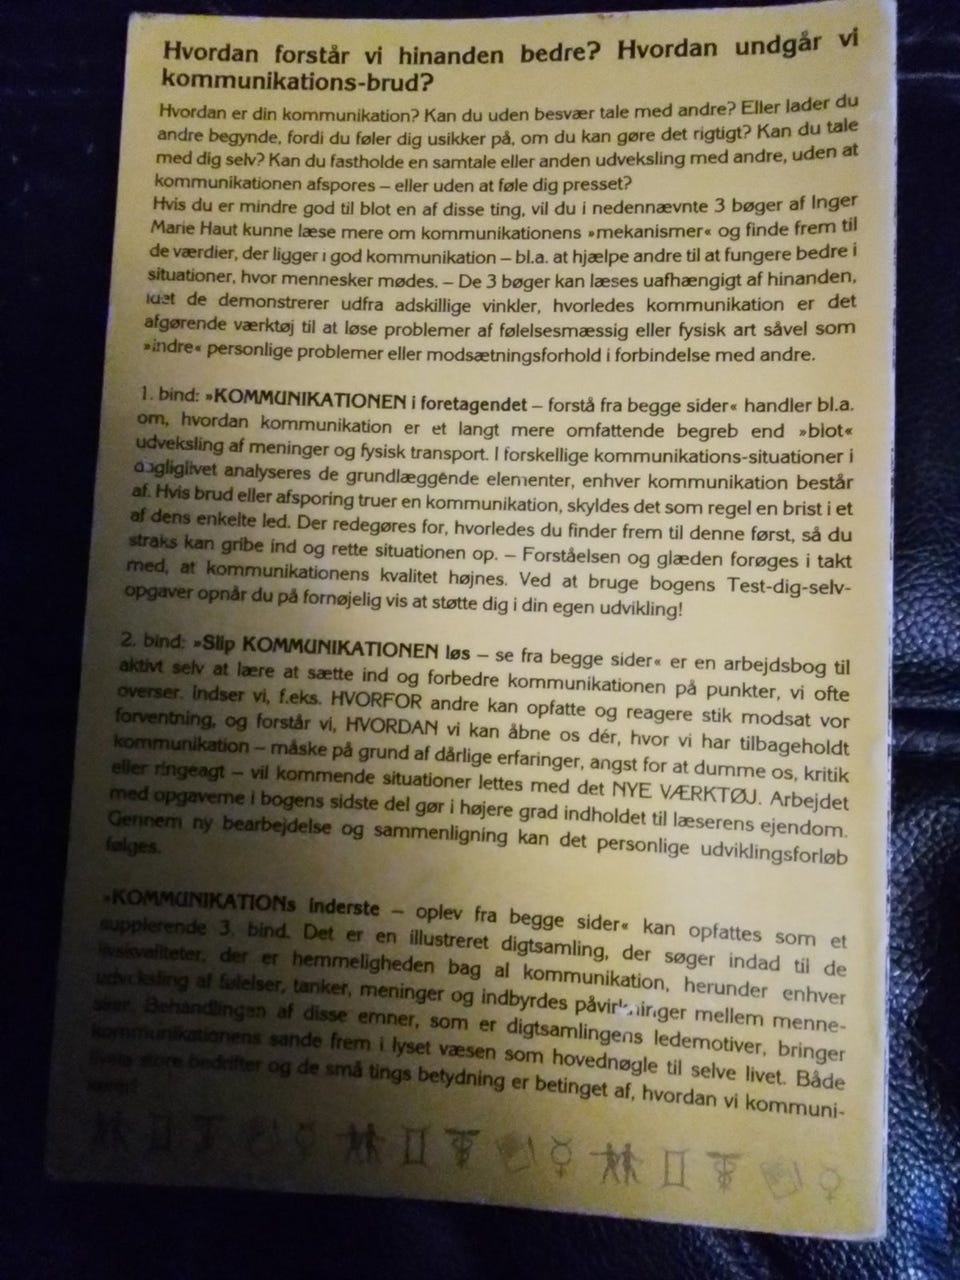 Hvordan forstår vi hinanden bedre? Hvordan undgår vi
kommunikations-brud?
Hvordan er din kommunikation? Kan du uden besvær tale med andre? Eller lader du
andre begynde, fordi du føler dig usikker på, om du kan gøre det rigtigt? Kan du tale
med dig selv? Kan du fastholde en samtale eller anden udveksling med andre, uden at
kommunikationen afspores – eller uden at føle dig presset?
Hvis du er mindre god til blot en af disse ting, vil du i nedennævnte 3 bøger af Inger
Marie Haut kunne læse mere om kommunikationens »mekanismer« og finde frem til
de værdier, der ligger i god kommunikation – bl.a. at hjælpe andre til at fungere bedre i
situationer, hvor mennesker mødes. – De 3 bøger kan læses uafhængigt af hinanden,
idet de demonstrerer udfra adskillige vinkler, hvorledes kommunikation er det
afgørende værktøj til at løse problemer af følelsesmæssig eller fysisk art såvel som
»indre« personlige problemer eller modsætningsforhold i forbindelse med andre.
1. bind: »KOMMUNIKATIONEN i foretagendet – forstå fra begge sider« handler bl.a.
om, hvordan kommunikation er et langt mere omfattende begreb end »blot«
udveksling af meninger og fysisk transport. I forskellige kommunikations-situationer i
dagliglivet analyseres de grundlæggende elementer, enhver kommunikation består
af. Hvis brud eller afsporing truer en kommunikation, skyldes det som regel en brist i et
af dens enkelte led. Der redegøres for, hvorledes du finder frem til denne først, så du
straks kan gribe ind og rette situationen op. – Forståelsen og glæden forøges i takt
med, at kommunikationens kvalitet højnes. Ved at bruge bogens Test-dig-selv-
opgaver opnår du på fornøjelig vis at støtte dig i din egen udvikling!
2. bind: »Slip KOMMUNIKATIONEN løs – se fra begge sider« er en arbejdsbog til
aktivt selv at lære at sætte ind og forbedre kommunikationen på punkter, vi ofte
overser. Indser vi, f.eks. HVORFOR andre kan opfatte og reagere stik modsat vor
forventning, og forstår vi, HVORDAN vi kan åbne os dér, hvor vi har tilbageholdt
kommunikation – måske på grund af dårlige erfaringer, angst for at dumme os, kritik
eller ringeagt – vil kommende situationer lettes med det NYE VÆRKTØJ. Arbejdet
med opgaverne i bogens sidste del gør i højere grad indholdet til læserens ejendom.
Gennem ny bearbejdelse og sammenligning kan det personlige udviklingsforløb
følges.
»KOMMUNIKATIONs inderste – oplev fra begge sider« kan opfattes som et
supplerende 3. bind. Det er en illustreret digtsamling, der søger indad til de
livskvaliteter, der er hemmeligheden bag al kommunikation, herunder enhver
udveksling af følelser, tanker, meninger og indbyrdes påvirkninger mellem menne-
sker. Behandlingen af disse emner, som er digtsamlingens ledemotiver, bringer
kommunikationens sande frem i lyset væsen som hovednøgle til selve livet. Både
livets store bedrifter og de små tings betydning er betinget af, hvordan vi kommuni-
kerer!